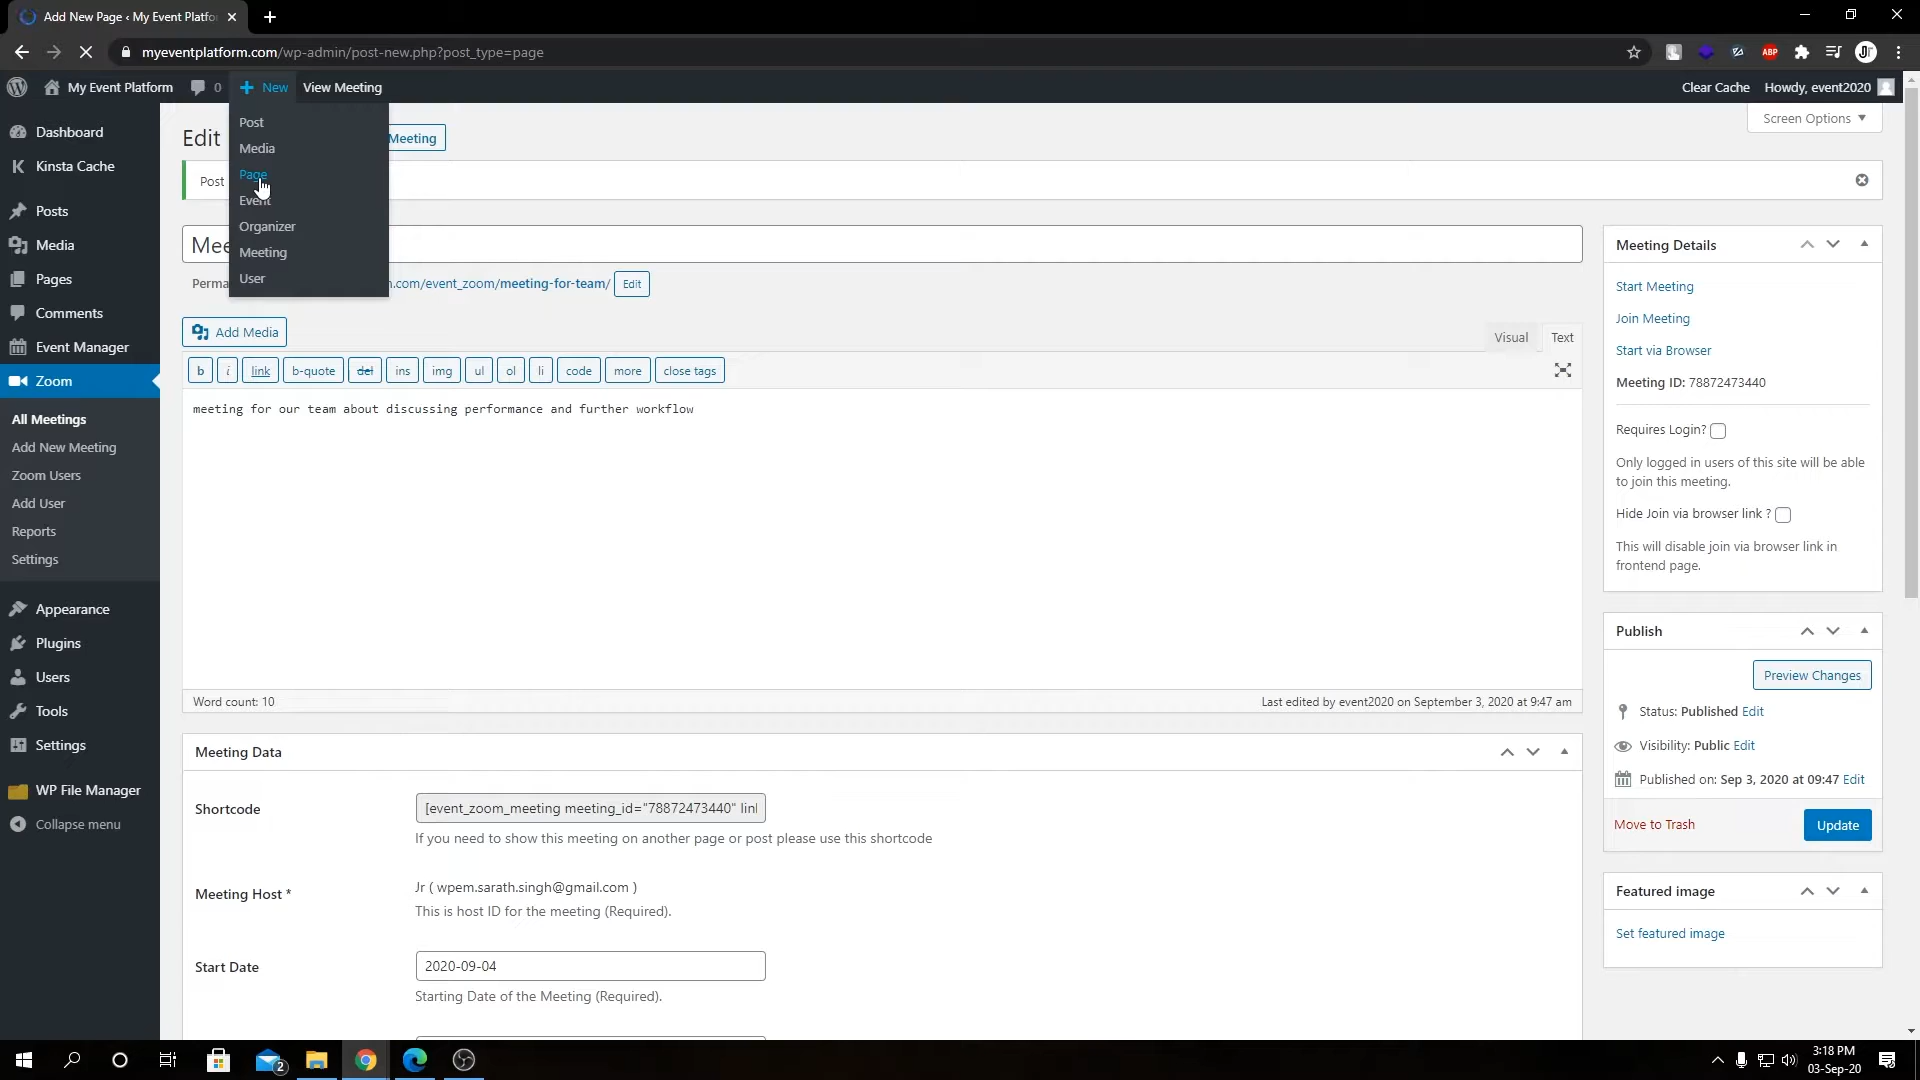 Add New Page ‹ My Event Platfo
myeventplatform.com/wp-admin/post-new.php?post_type=page
ABP
My Event Platform
0
New
View Meeting
Clear Cache
Howdy, event2020
Post
Media
Page
Event
Organizer
Meeting
User
Screen Options
Dashboard
Kinsta Cache
Posts
Media
Pages
Comments
Event Manager
Zoom
All Meetings
Add New Meeting
Zoom Users
Add User
Reports
Settings
Appearance
Plugins
Users
Tools
Settings
WP File Manager
Collapse menu
Edit
Meeting
Post
Mee
Perma
.com/event_zoom/meeting-for-team/
Edit
Add Media
Visual
Text
b
i
link
b-quote
del
ins
img
ul
ol
li
code
more
close tags
meeting for our team about discussing performance and further workflow
Word count: 10
Last edited by event2020 on September 3, 2020 at 9:47 am
Meeting Data
Shortcode
[event_zoom_meeting meeting_id="78872473440" lin
If you need to show this meeting on another page or post please use this shortcode
Meeting Host *
Jr ( wpem.sarath.singh@gmail.com )
This is host ID for the meeting (Required).
Start Date
2020-09-04
Starting Date of the Meeting (Required).
Meeting Details
Start Meeting
Join Meeting
Start via Browser
Meeting ID: 78872473440
Requires Login?
Only logged in users of this site will be able
to join this meeting.
Hide Join via browser link ?
This will disable join via browser link in
frontend page.
Publish
Preview Changes
Status: Published Edit
Visibility: Public Edit
Published on: Sep 3, 2020 at 09:47 Edit
Move to Trash
Update
Featured image
Set featured image
2
3:18 PM
03-Sep-20